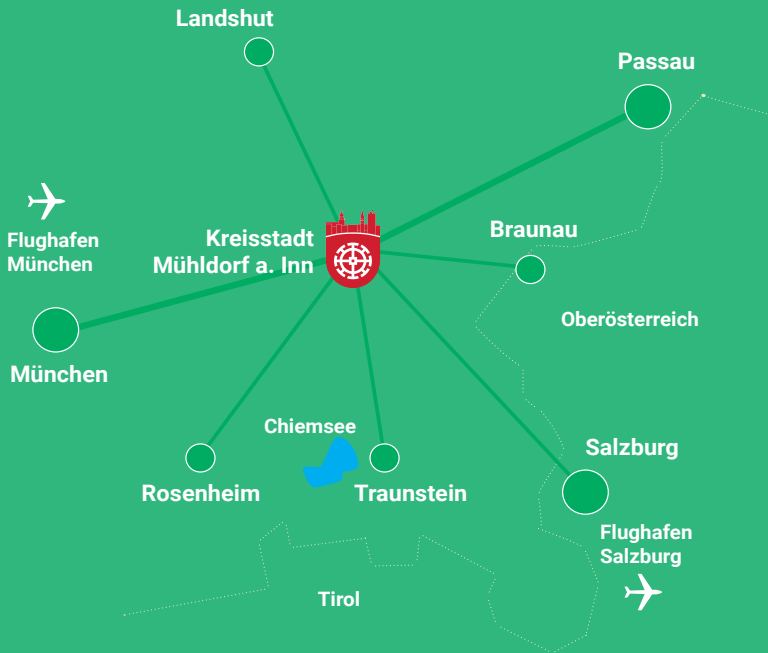 Landshut
Passau
Flughafen
München
Kreisstadt
Mühldorf a. Inn
Braunau
Oberösterreich
München
Chiemsee
Salzburg
Rosenheim
Traunstein
Flughafen
Salzburg
Tirol